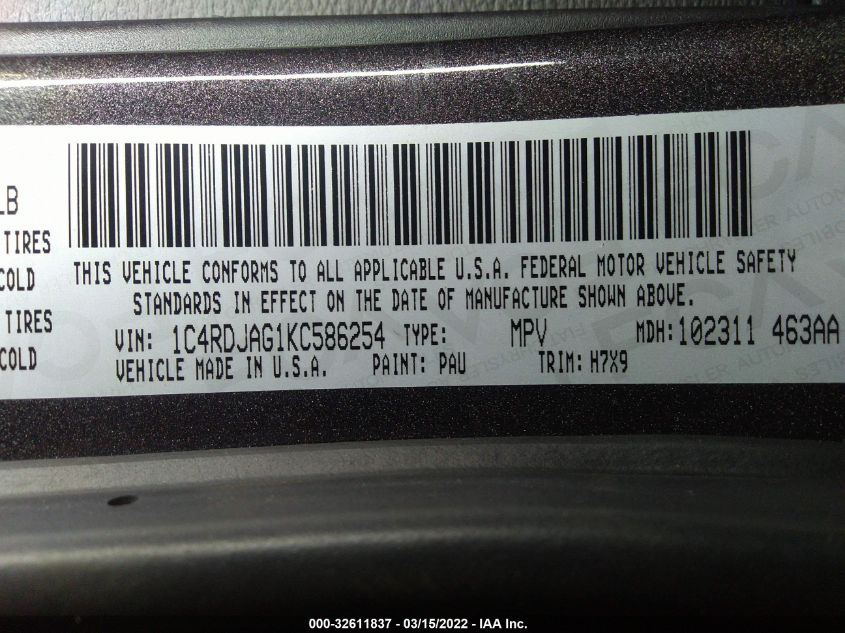 LB
TIRES
COLD
TIRES
COLD
THIS VEHICLE CONFORMS TO ALL APPLICABLE U.S.A. FEDERAL MOTOR VEHICLE SAFETY
STANDARDS IN EFFECT ON THE DATE OF MANUFACTURE SHOWN ABOVE.
VIN: 1C4RDJAG1KC586254 TYPE: MPV MDH:102311 463AA
VEHICLE MADE IN U.S.A. PAINT: PAU TRIM: H7X9
000-32611837 - 03/15/2022 - IAA Inc.